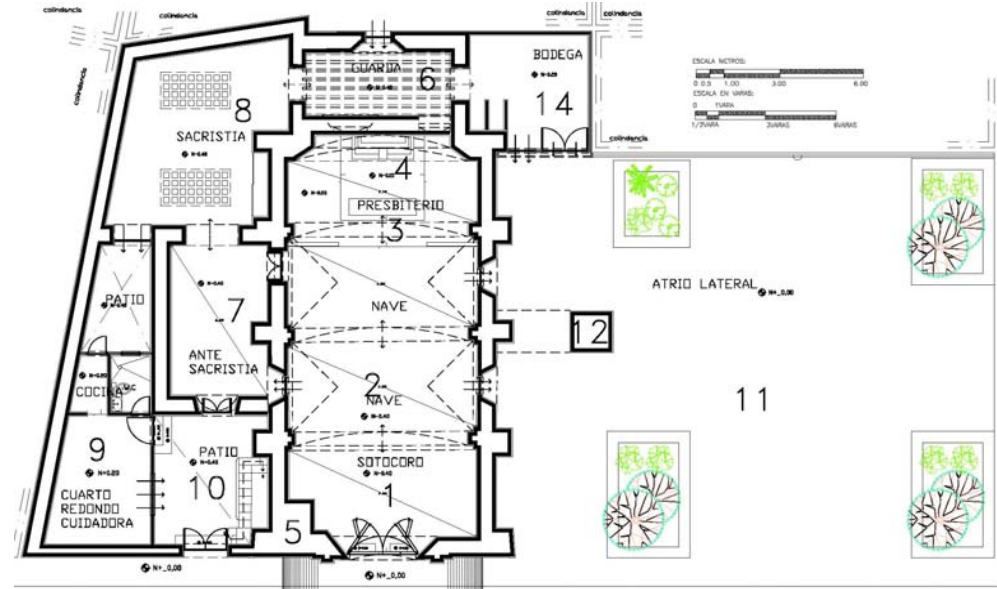 colindancia
colindancia
colindancia
colindancia
colindancia
BODEGA
14
GUARDA
6
ESCALA METROS:
0 0.5 1.00 3.00 6.00
ESCALA EN VARAS:
0 1VARA
1/2VARA 3VARAS 6VARAS
8
SACRISTIA
4
PRESBITERIO
3
ATRIO LATERAL
N+_0,00
PATIO
7
NAVE
12
ANTE
SACRISTIA
COCINA
2
NAVE
11
9
PATIO
10
SOTOCORO
1
CUARTO
REDONDO
CUIDADORA
5
N+_0,00
N+_0,00